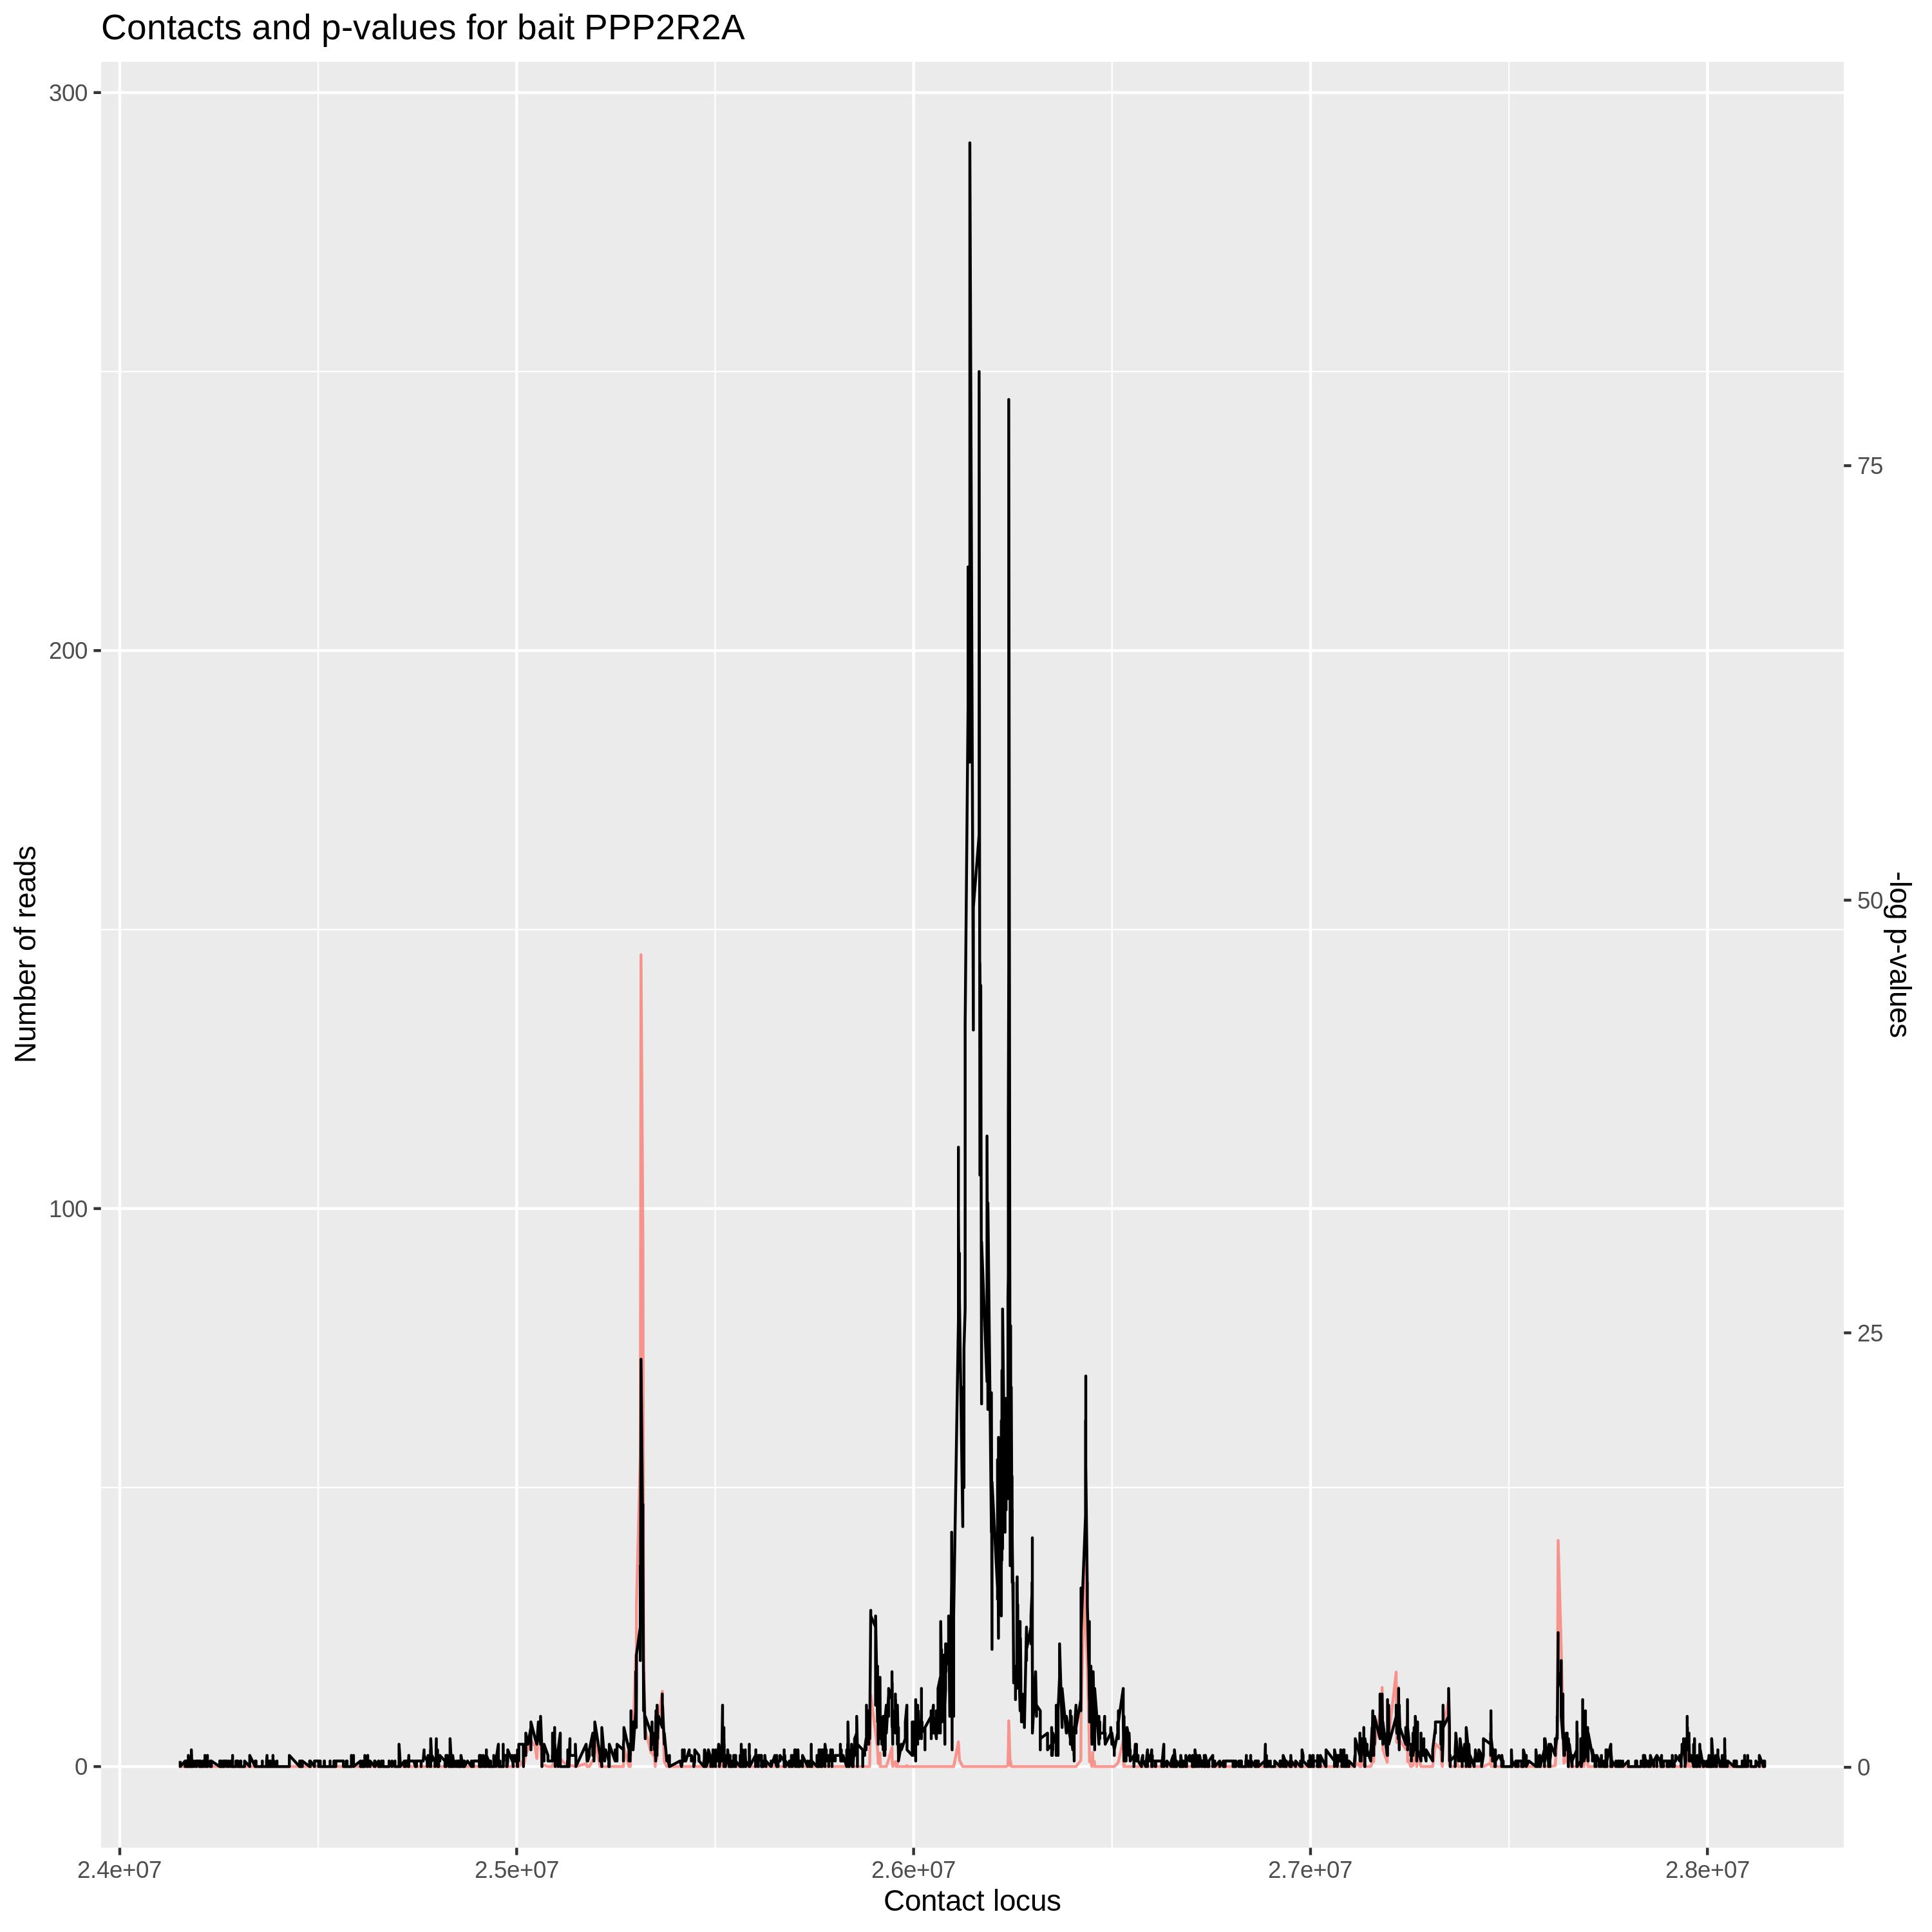 Contacts and p-values for bait PPP2R2A
300
200
100
0
Number of reads
75
50
25
0
-log p-values
2.4e+07
2.5e+07
2.6e+07
2.7e+07
2.8e+07
Contact locus